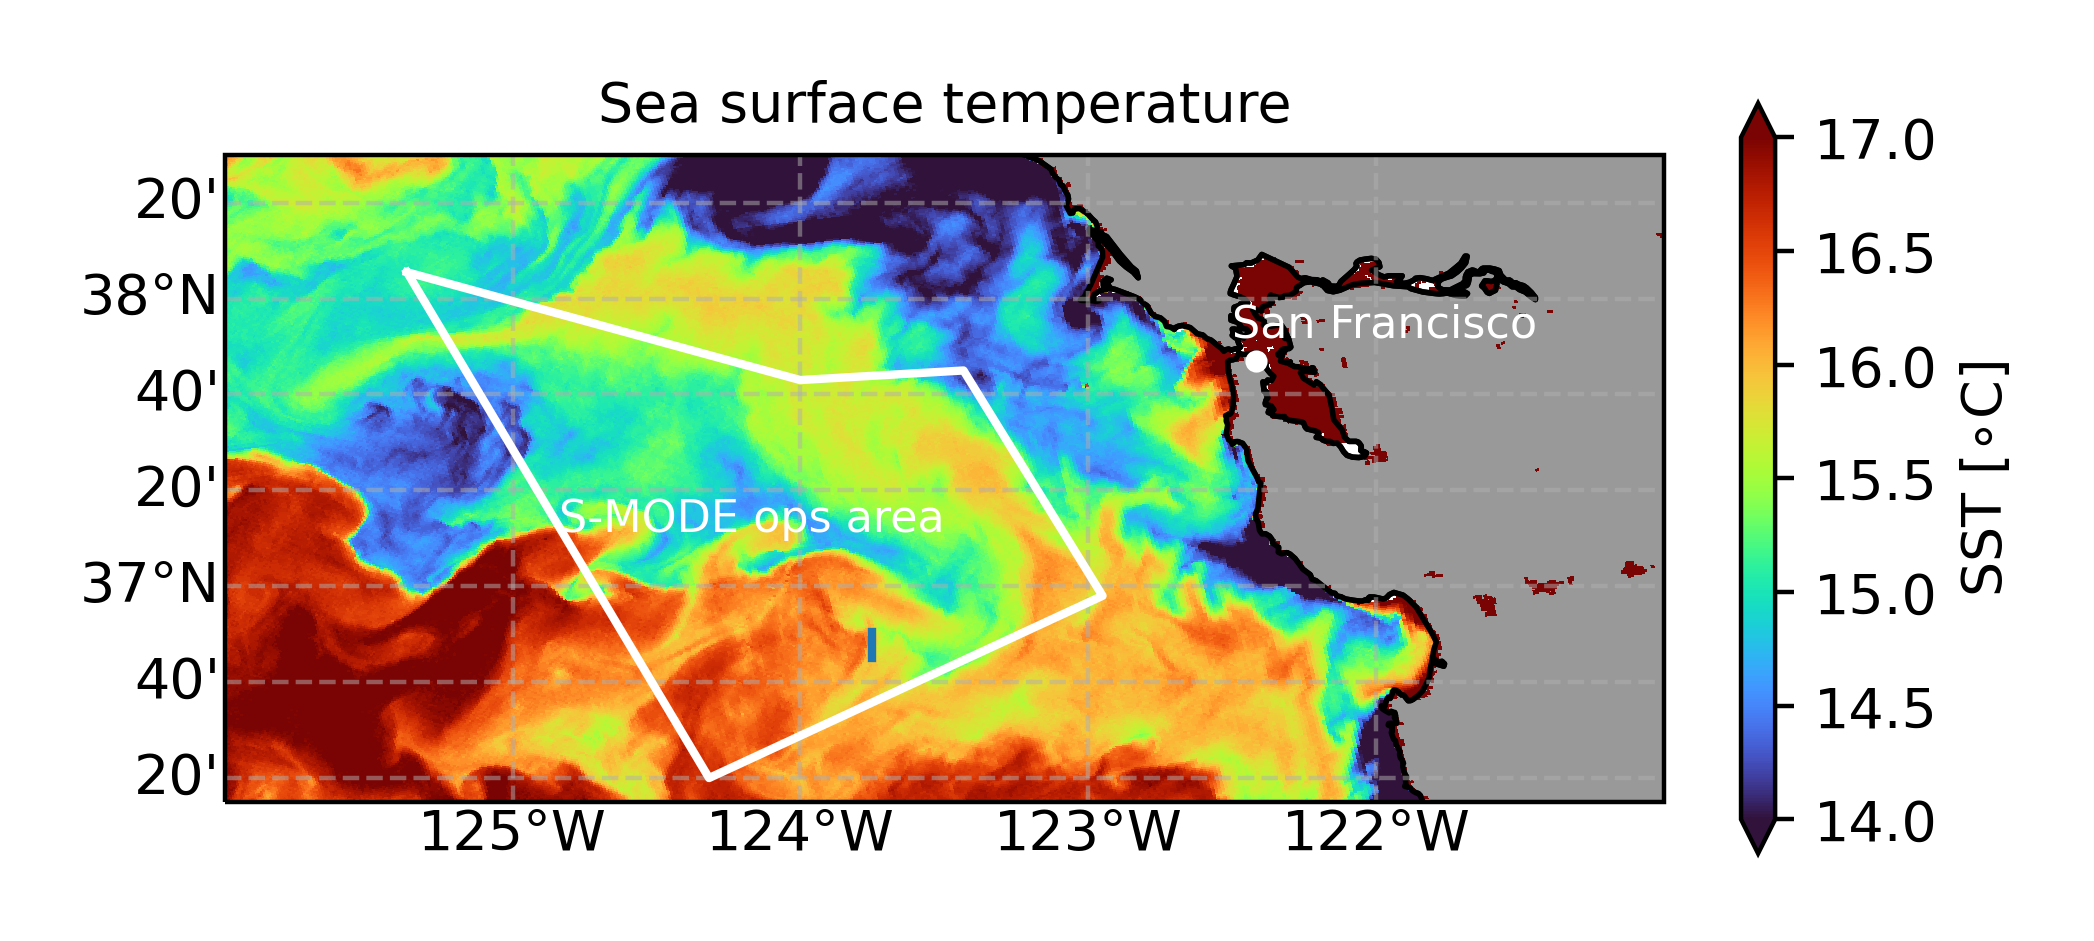 Sea surface temperature
20'
38°N
40'
20'
37°N
40'
20'
125°W 124°W 123°W 122°W
San Francisco
S-MODE ops area
17.0
16.5
16.0
15.5
15.0
14.5
14.0
SST [∘C]